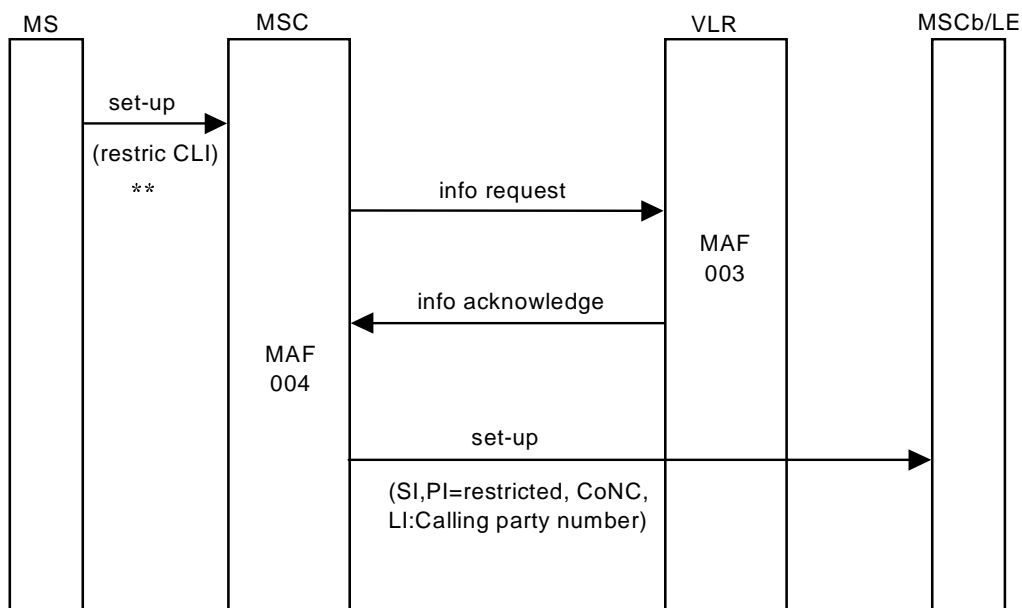 MS
MSC
VLR
MSCb/LE
set-up
(restric CLI)
**
info request
MAF
003
info acknowledge
MAF
004
set-up
(SI,PI=restricted, CoNC,
LI:Calling party number)